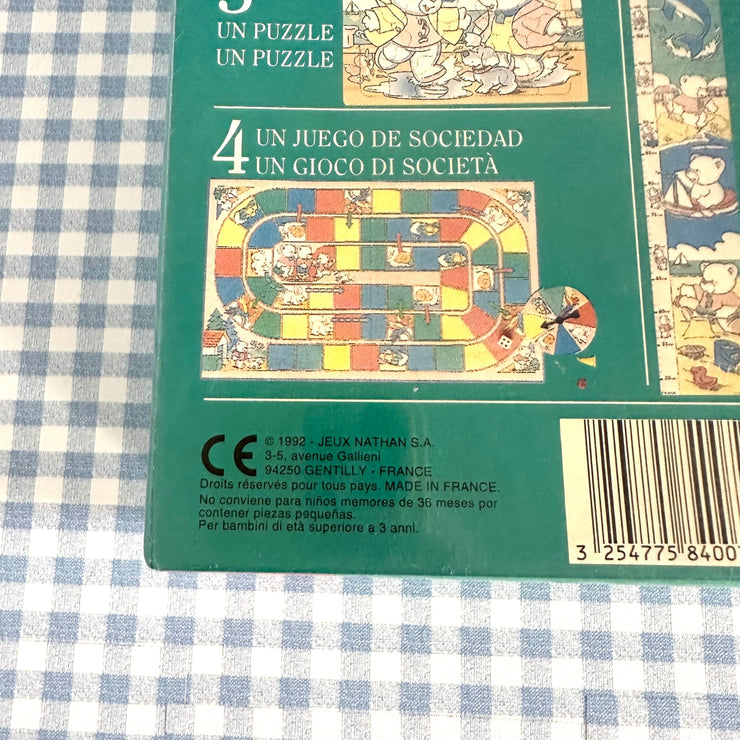 UN PUZZLE
UN PUZZLE
4 UN JUEGO DE SOCIEDAD
UN GIOCO DI SOCIETÀ
CE © 1992 - JEUX NATHAN S.A.
3-5, avenue Gallieni
94250 GENTILLY - FRANCE
Droits réservés pour tous pays. MADE IN FRANCE.
No conviene para niños memores de 36 meses por
contener piezas pequeñas.
Per bambini di età superiore a 3 anni.
3 254775 8400